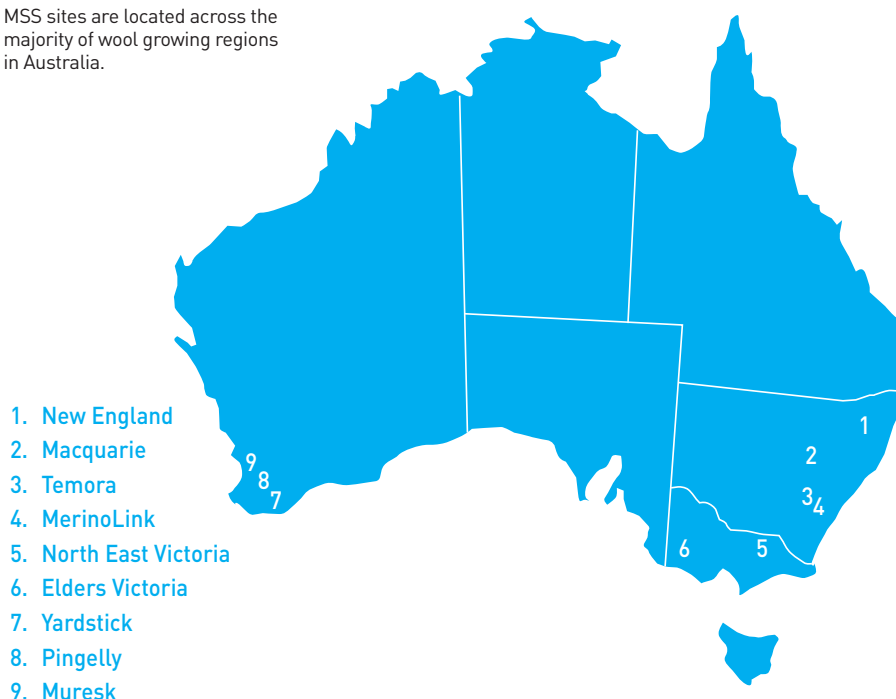 MSS sites are located across the
majority of wool growing regions
in Australia.
1. New England
2. Macquarie
3. Temora
4. MerinoLink
5. North East Victoria
6. Elders Victoria
7. Yardstick
8. Pingelly
9. Muresk
1
2
3
4
5
6
9
8
7